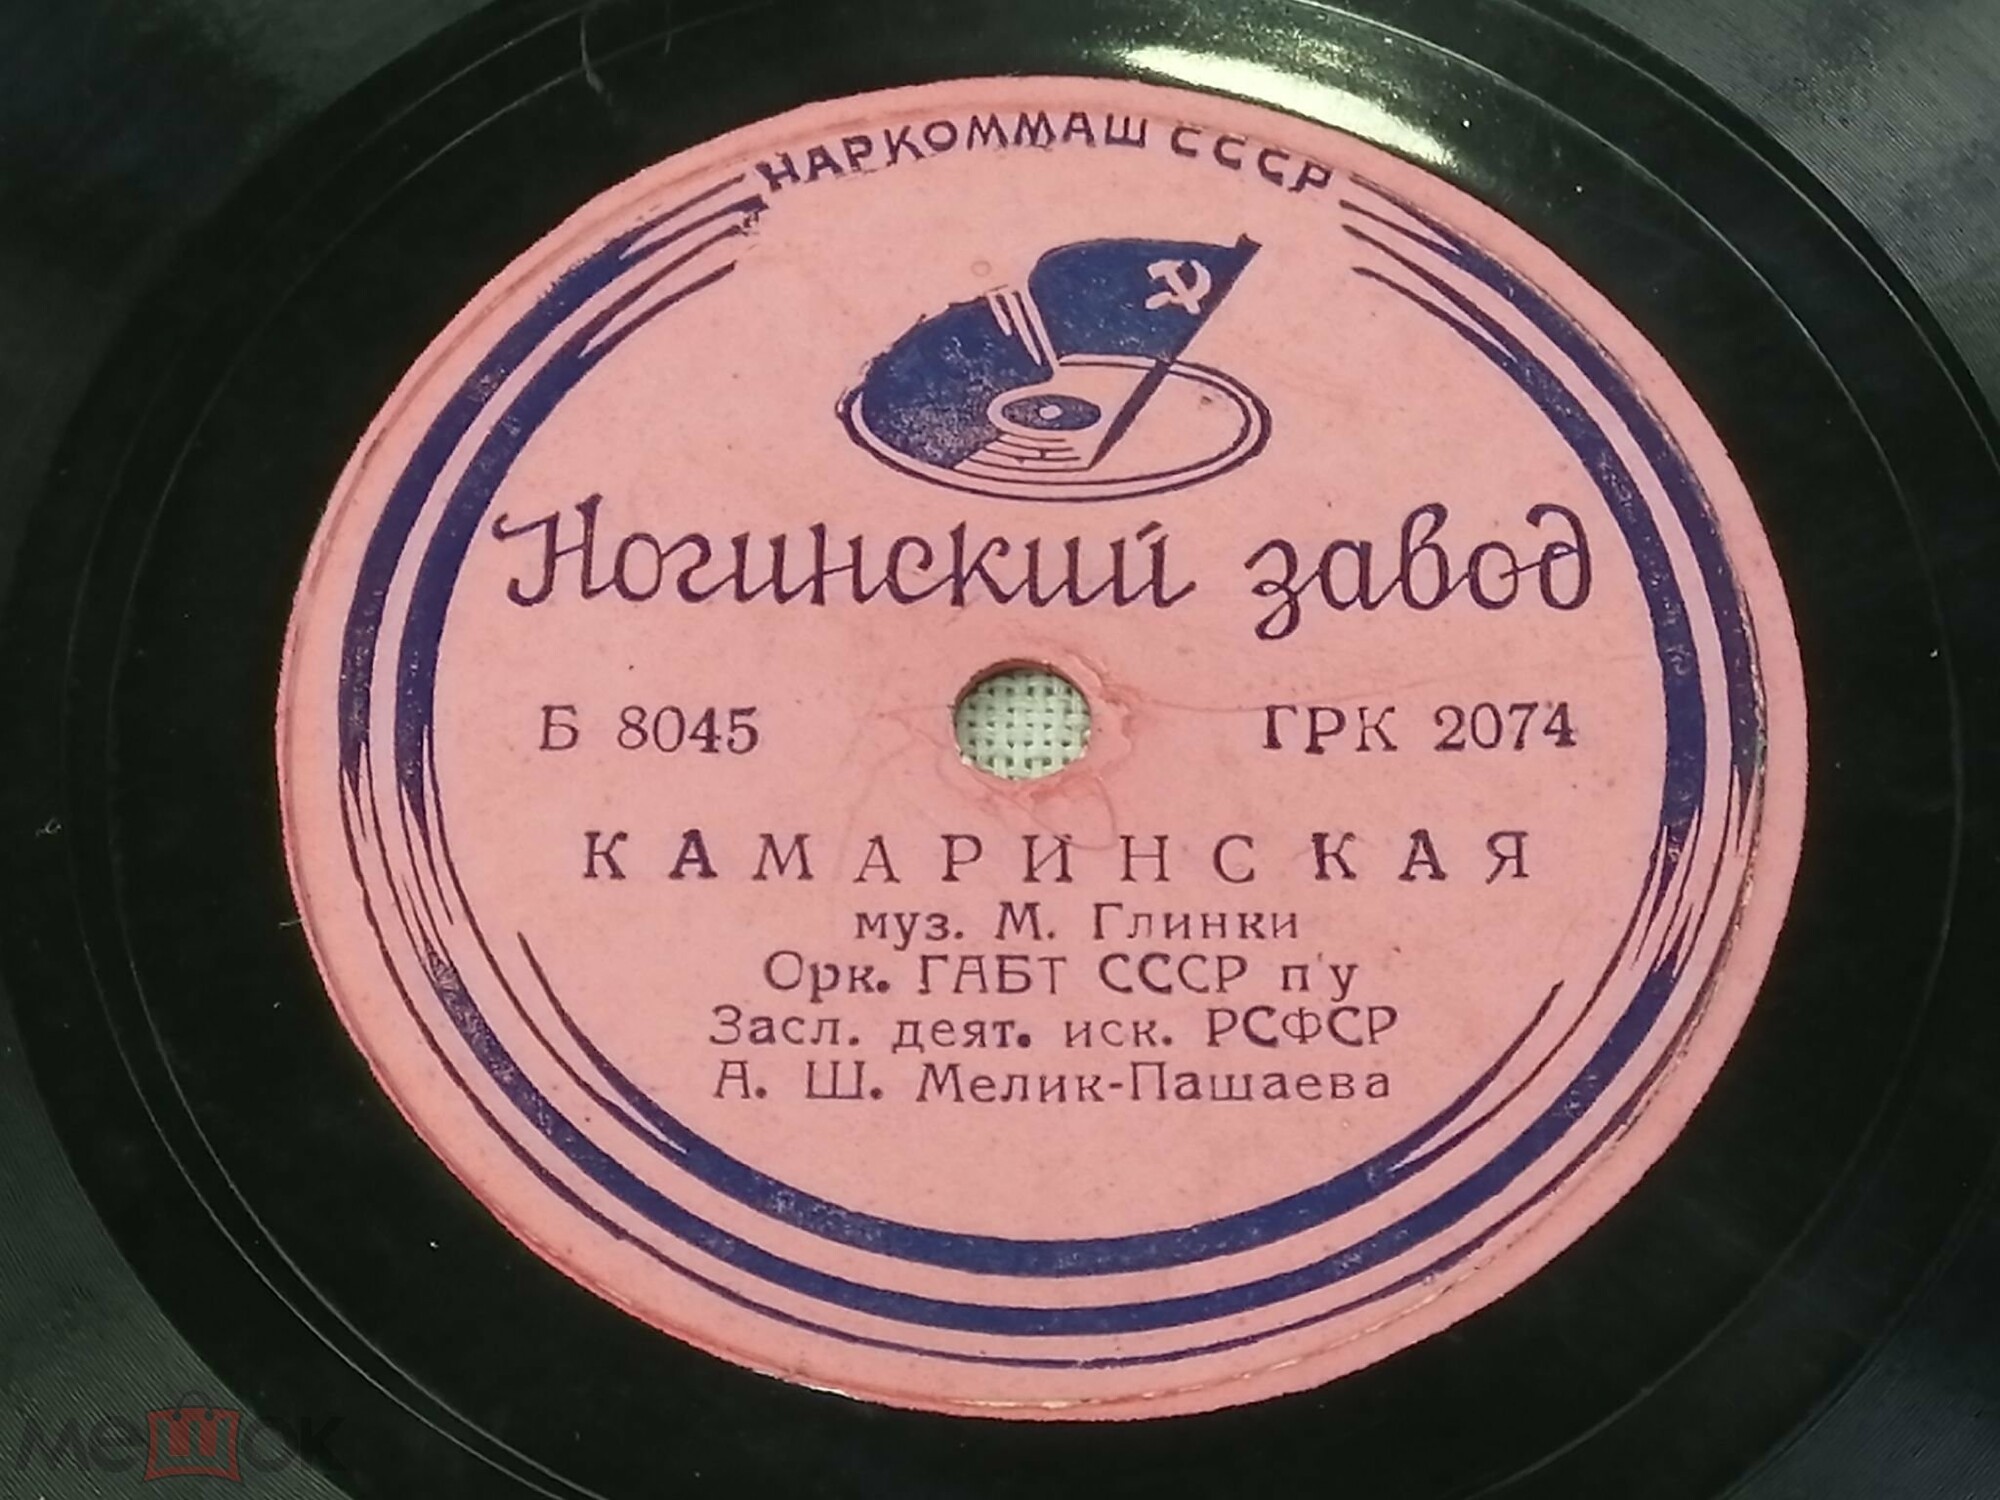 НАРКОММАШ СССР
Ногинский завод
Б 8045 ГРК 2074
КАМАРИНСКАЯ
муз. М. Глинки
Орк. ГАБТ СССР п/у
Засл. деят. иск. РСФСР
А. Ш. Мелик-Пашаева
мешок